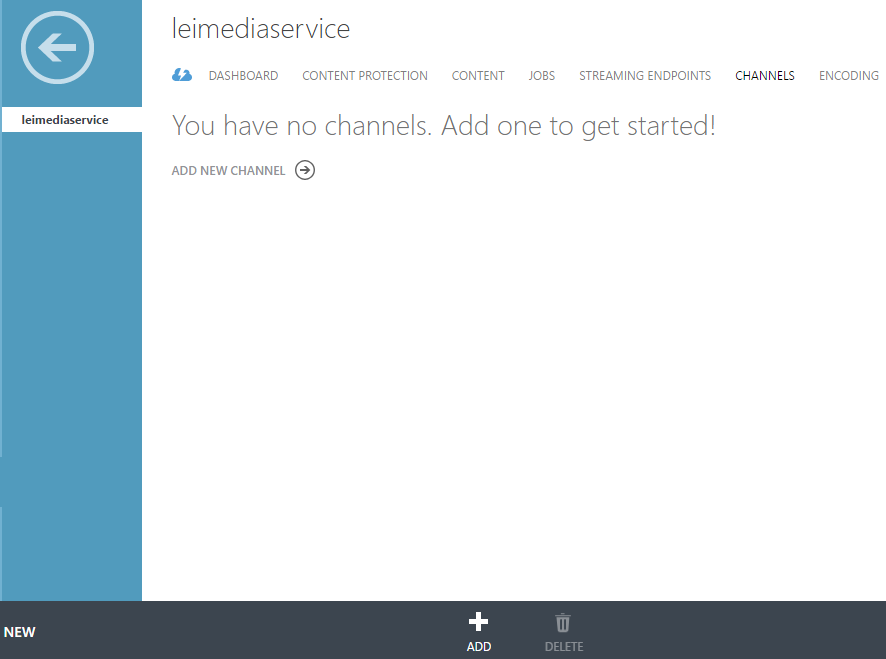 leimediaservice
DASHBOARD CONTENT PROTECTION CONTENT JOBS STREAMING ENDPOINTS CHANNELS ENCODING
leimediaservice
You have no channels. Add one to get started!
ADD NEW CHANNEL
NEW
ADD
DELETE